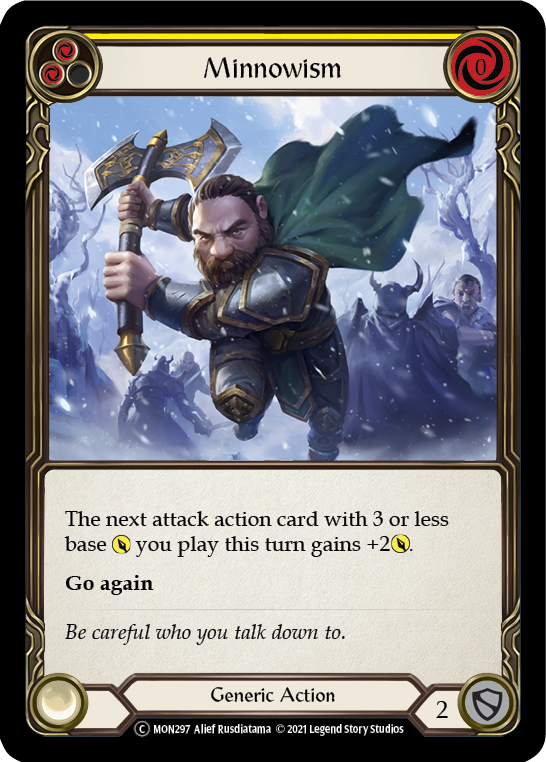 Minnowism
0
The next attack action card with 3 or less
base you play this turn gains +2.
Go again
Be careful who you talk down to.
Generic Action
2
C MON297 Alief Rusdiatama © 2021 Legend Story Studios